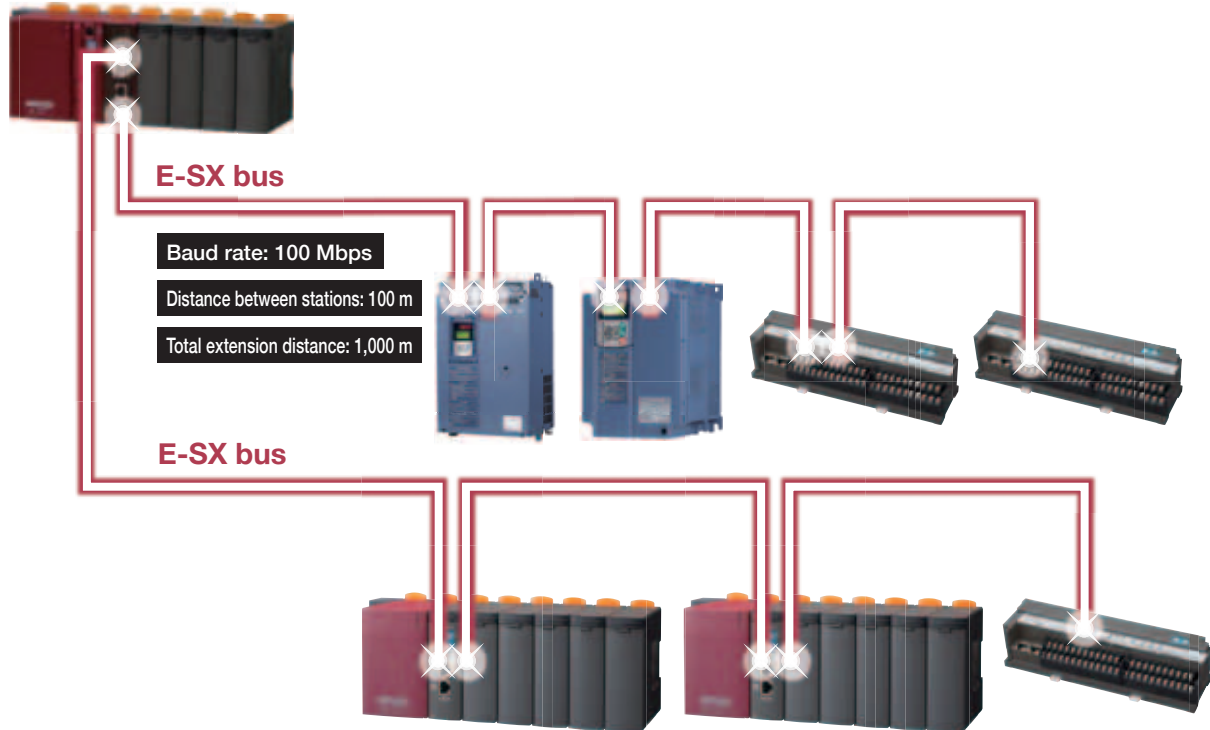 E-SX bus
Baud rate: 100 Mbps
Distance between stations: 100 m
Total extension distance: 1,000 m
E-SX bus